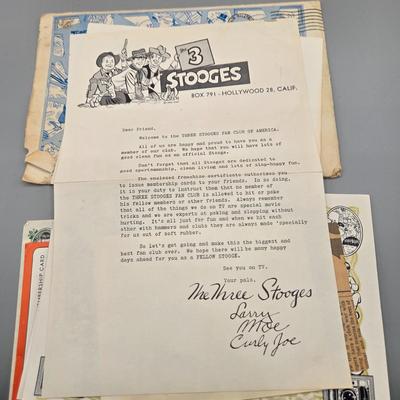 The 3
STOOGES
BOX 791 - HOLLYWOOD 28, CALIF.
Dear Friend,
Welcome to the THREE STOOGES FAN CLUB OF AMERICA.
All of us are happy and proud to have you as a
member of our club. We hope that you will have lots of
good clean fun as an official Stooge.
Don't forget that all Stooges are dedicated to
good sportsmanship, clean living and lots of slap-happy fun.
The enclosed franchise certificate authorizes you
to issue membership cards to your friends. In so doing,
it is your duty to instruct them that no member of
the THREE STOOGES FAN CLUB is allowed to hit or poke
his fellow members or other friends. Always remember
that all of the things we do on TV are special movie
tricks and we are experts at poking and slapping without
hurting. It's all just for fun and when we hit each
other with hammers and clubs they are always made 'specially
for us out of soft rubber.
So let's get going and make this the biggest and
best fan club ever. We hope there will be many happy
days ahead for you as a FELLOW STOOGE.
See you on TV.
Your pals,
The Three Stooges
Larry
Moe
Curly Joe
MEMBERSHIP CARD